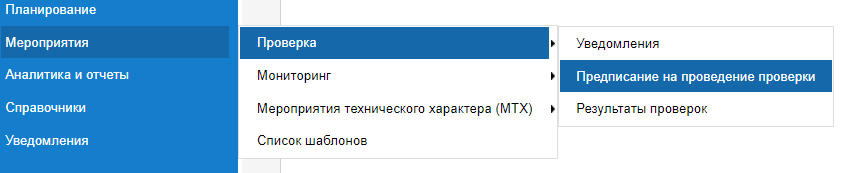 Планирование
Мероприятия
Аналитика и отчеты
Справочники
Уведомления
Проверка
Мониторинг
Мероприятия технического характера (МТХ)
Список шаблонов
Уведомления
Предписание на проведение проверки
Результаты проверок